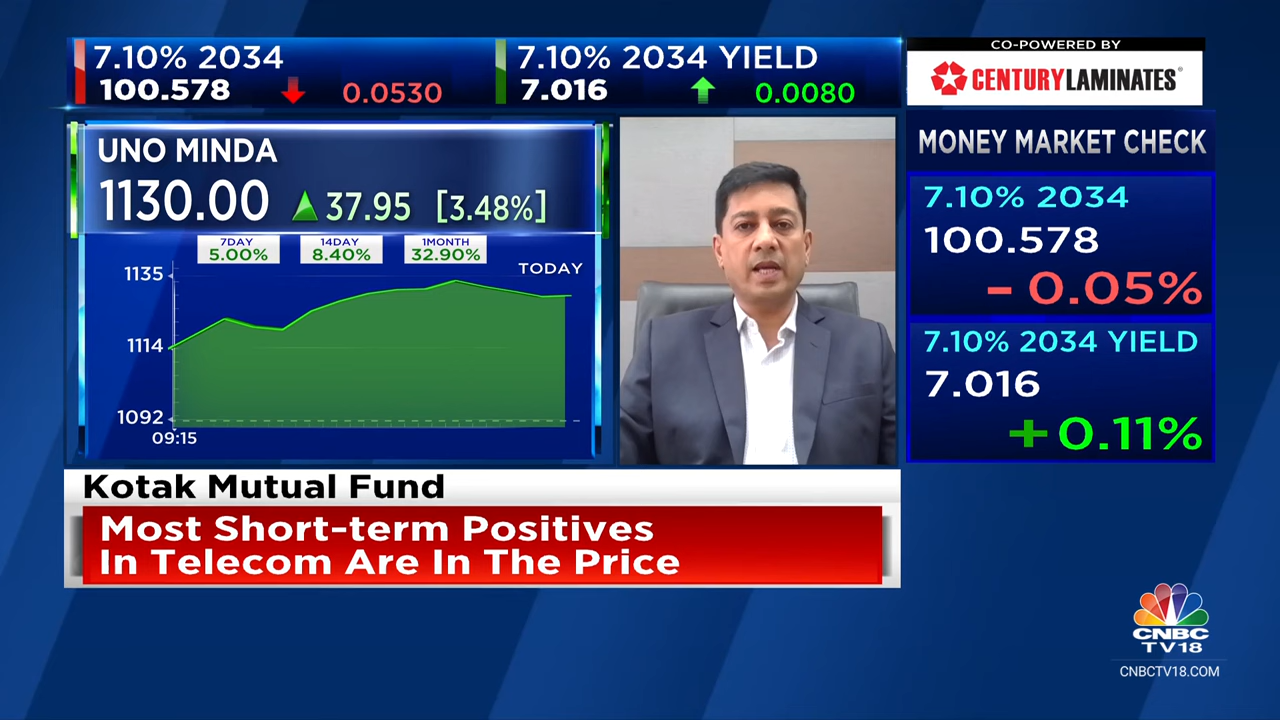 7.10% 2034
100.578 0.0530
7.10% 2034 YIELD
7.016 0.0080
CO-POWERED BY
CENTURYLAMINATES®
UNO MINDA
1130.00 37.95 [3.48%]
7DAY
5.00%
14DAY
8.40%
1MONTH
32.90%
TODAY
1135
1114
1092
09:15
MONEY MARKET CHECK
7.10% 2034
100.578
- 0.05%
7.10% 2034 YIELD
7.016
+ 0.11%
Kotak Mutual Fund
Most Short-term Positives
In Telecom Are In The Price
CNBC
TV18
CNBCTV18.COM